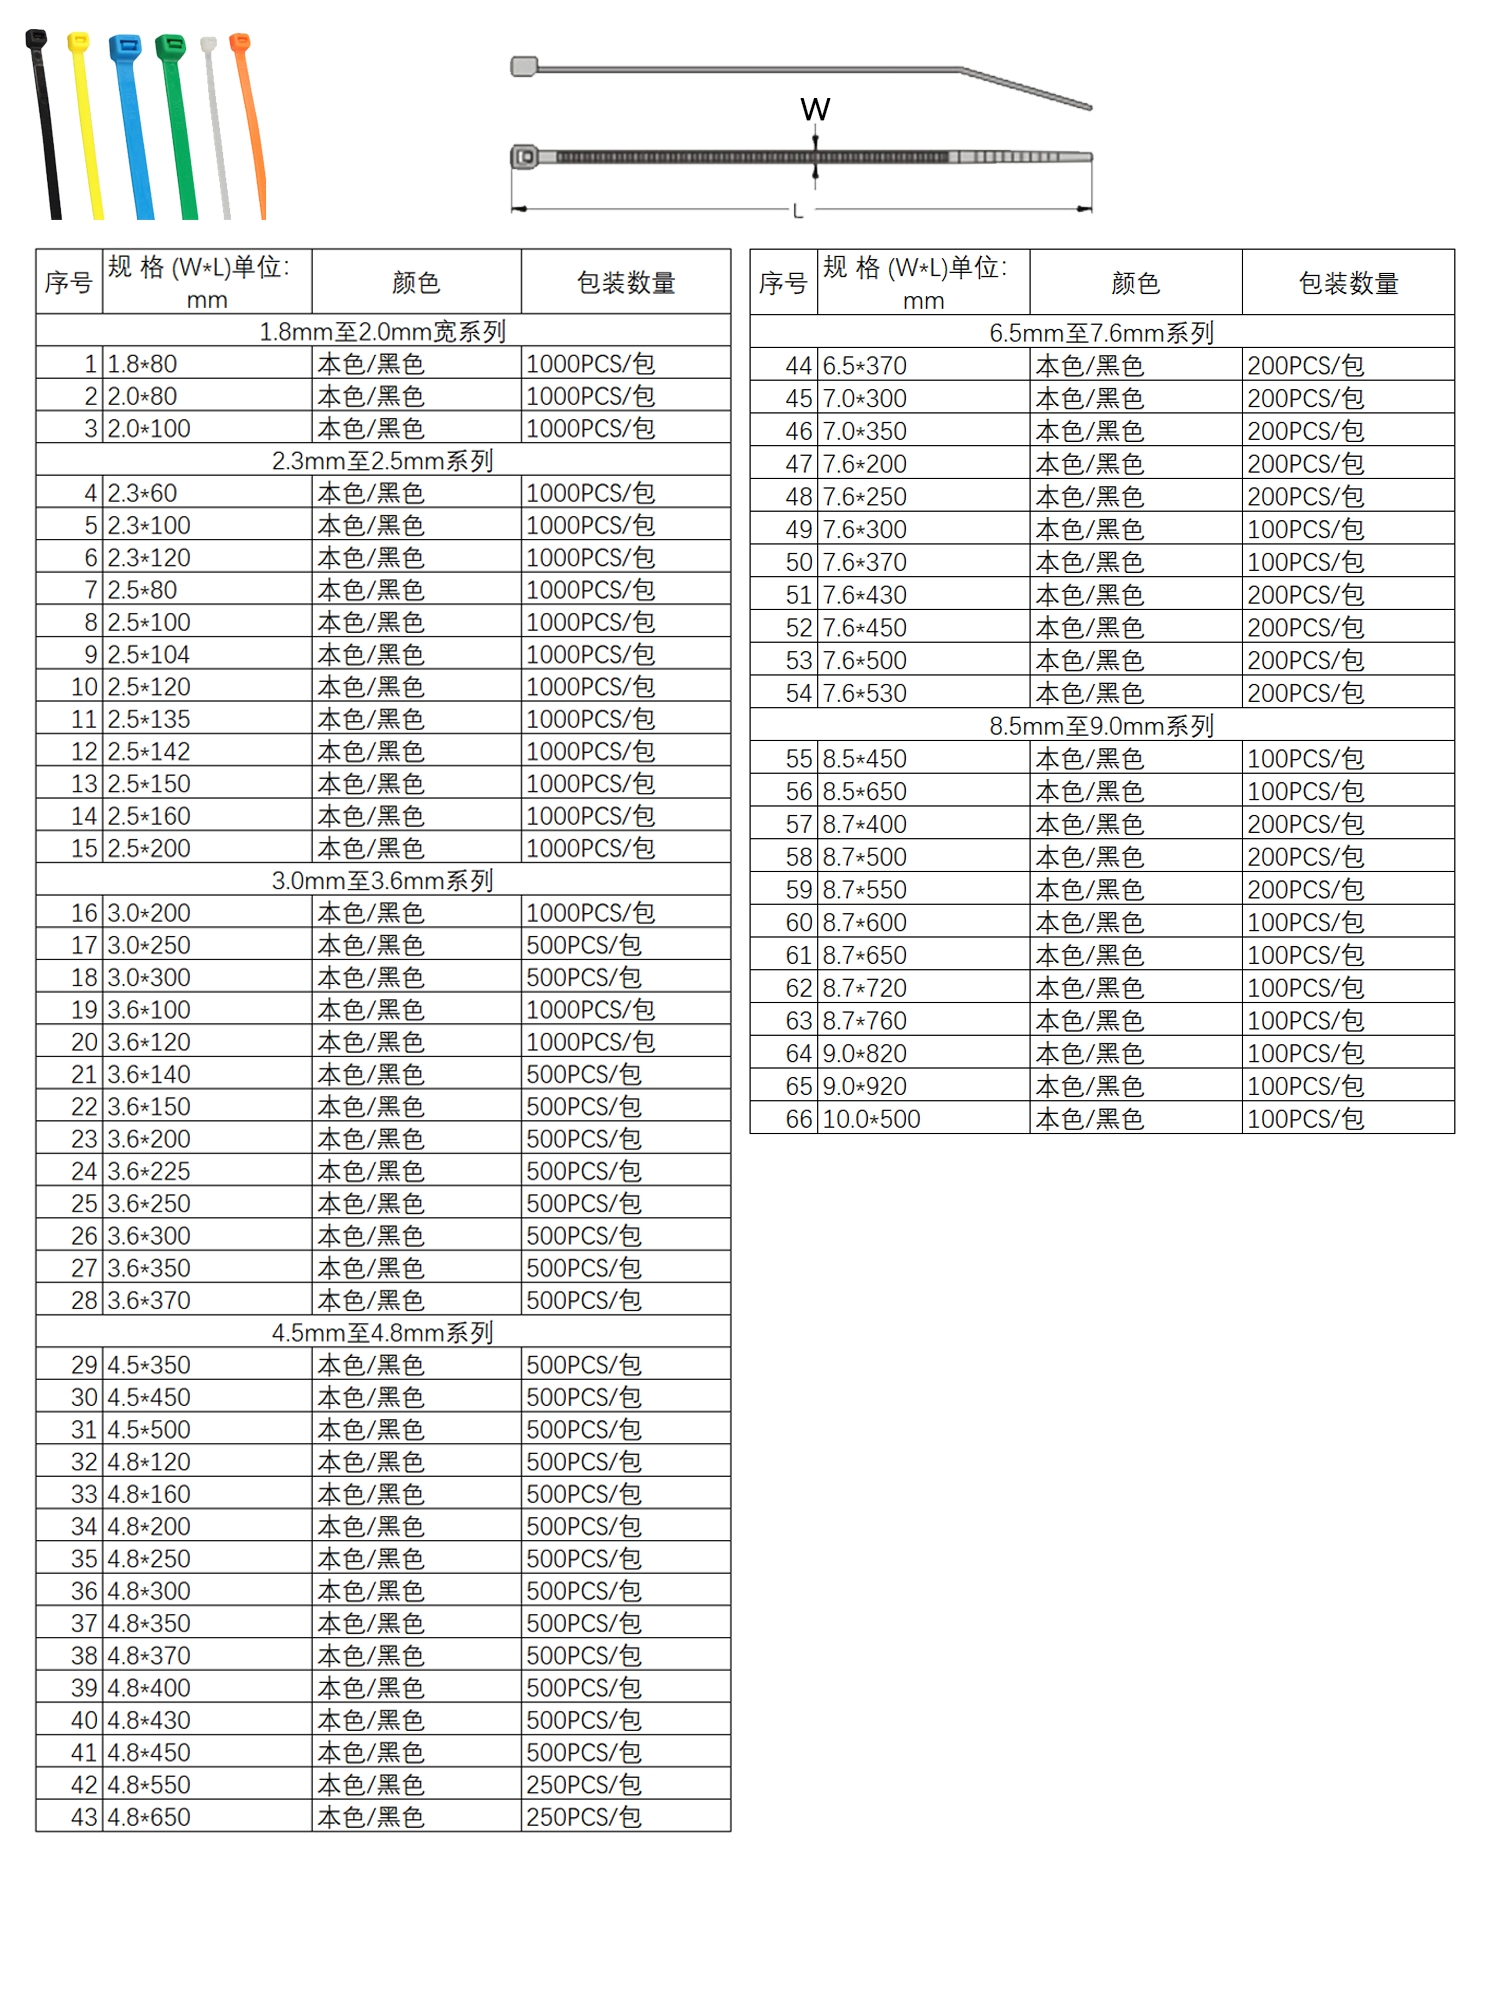 W
L
序号 规 格 (W*L)单位: mm 颜色 包装数量
1.8mm至2.0mm宽系列
1 1.8*80 本色/黑色 1000PCS/包
2 2.0*80 本色/黑色 1000PCS/包
3 2.0*100 本色/黑色 1000PCS/包
2.3mm至2.5mm系列
4 2.3*60 本色/黑色 1000PCS/包
5 2.3*100 本色/黑色 1000PCS/包
6 2.3*120 本色/黑色 1000PCS/包
7 2.5*80 本色/黑色 1000PCS/包
8 2.5*100 本色/黑色 1000PCS/包
9 2.5*104 本色/黑色 1000PCS/包
10 2.5*120 本色/黑色 1000PCS/包
11 2.5*135 本色/黑色 1000PCS/包
12 2.5*142 本色/黑色 1000PCS/包
13 2.5*150 本色/黑色 1000PCS/包
14 2.5*160 本色/黑色 1000PCS/包
15 2.5*200 本色/黑色 1000PCS/包
3.0mm至3.6mm系列
16 3.0*200 本色/黑色 1000PCS/包
17 3.0*250 本色/黑色 500PCS/包
18 3.0*300 本色/黑色 500PCS/包
19 3.6*100 本色/黑色 1000PCS/包
20 3.6*120 本色/黑色 1000PCS/包
21 3.6*140 本色/黑色 500PCS/包
22 3.6*150 本色/黑色 500PCS/包
23 3.6*200 本色/黑色 500PCS/包
24 3.6*225 本色/黑色 500PCS/包
25 3.6*250 本色/黑色 500PCS/包
26 3.6*300 本色/黑色 500PCS/包
27 3.6*350 本色/黑色 500PCS/包
28 3.6*370 本色/黑色 500PCS/包
4.5mm至4.8mm系列
29 4.5*350 本色/黑色 500PCS/包
30 4.5*450 本色/黑色 500PCS/包
31 4.5*500 本色/黑色 500PCS/包
32 4.8*120 本色/黑色 500PCS/包
33 4.8*160 本色/黑色 500PCS/包
34 4.8*200 本色/黑色 500PCS/包
35 4.8*250 本色/黑色 500PCS/包
36 4.8*300 本色/黑色 500PCS/包
37 4.8*350 本色/黑色 500PCS/包
38 4.8*370 本色/黑色 500PCS/包
39 4.8*400 本色/黑色 500PCS/包
40 4.8*430 本色/黑色 500PCS/包
41 4.8*450 本色/黑色 500PCS/包
42 4.8*550 本色/黑色 250PCS/包
43 4.8*650 本色/黑色 250PCS/包
序号 规 格 (W*L)单位: mm 颜色 包装数量
6.5mm至7.6mm系列
44 6.5*370 本色/黑色 200PCS/包
45 7.0*300 本色/黑色 200PCS/包
46 7.0*350 本色/黑色 200PCS/包
47 7.6*200 本色/黑色 200PCS/包
48 7.6*250 本色/黑色 200PCS/包
49 7.6*300 本色/黑色 100PCS/包
50 7.6*370 本色/黑色 100PCS/包
51 7.6*430 本色/黑色 200PCS/包
52 7.6*450 本色/黑色 200PCS/包
53 7.6*500 本色/黑色 200PCS/包
54 7.6*530 本色/黑色 200PCS/包
8.5mm至9.0mm系列
55 8.5*450 本色/黑色 100PCS/包
56 8.5*650 本色/黑色 100PCS/包
57 8.7*400 本色/黑色 200PCS/包
58 8.7*500 本色/黑色 200PCS/包
59 8.7*550 本色/黑色 200PCS/包
60 8.7*600 本色/黑色 100PCS/包
61 8.7*650 本色/黑色 100PCS/包
62 8.7*720 本色/黑色 100PCS/包
63 8.7*760 本色/黑色 100PCS/包
64 9.0*820 本色/黑色 100PCS/包
65 9.0*920 本色/黑色 100PCS/包
66 10.0*500 本色/黑色 100PCS/包